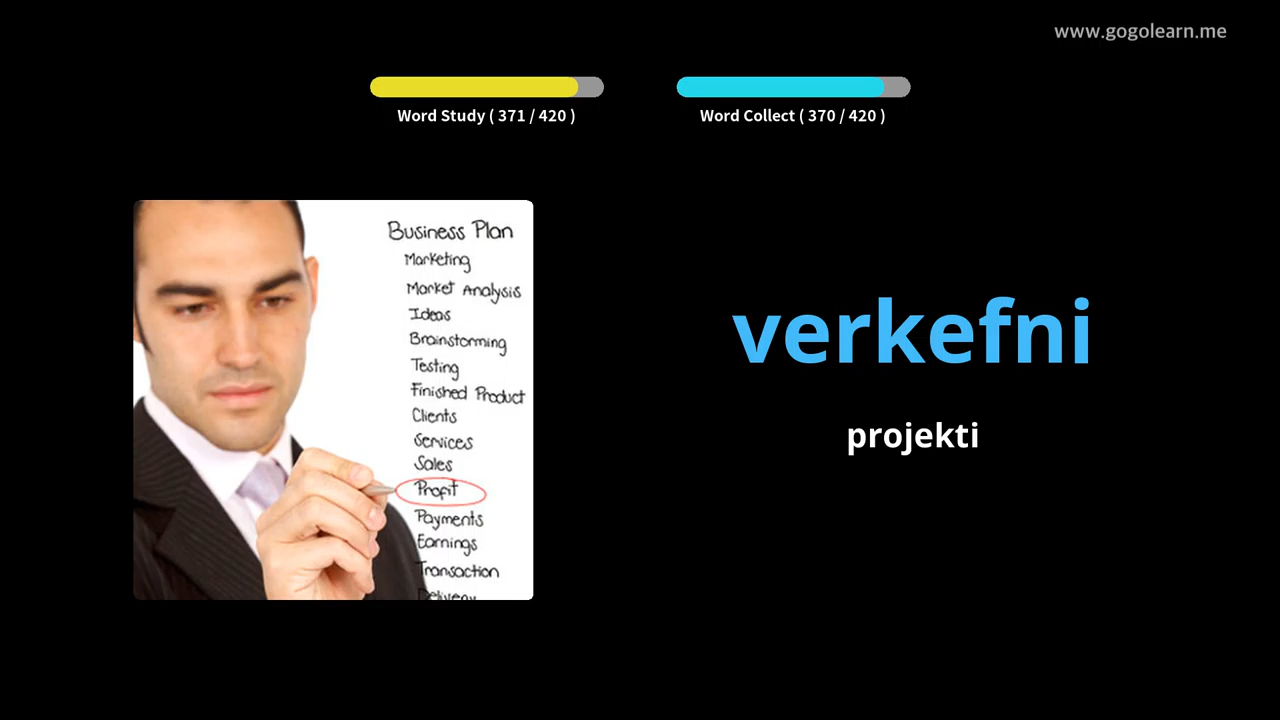 www.gogolearn.me
Word Study ( 371 / 420 )
Word Collect ( 370 / 420 )
Business Plan
Marketing
Market Analysis
Ideas
Brainstorming
Testing
Finished Product
Clients
Services
Sales
Profit
Payments
Earnings
Transaction
Delivery
verkefni
projekti